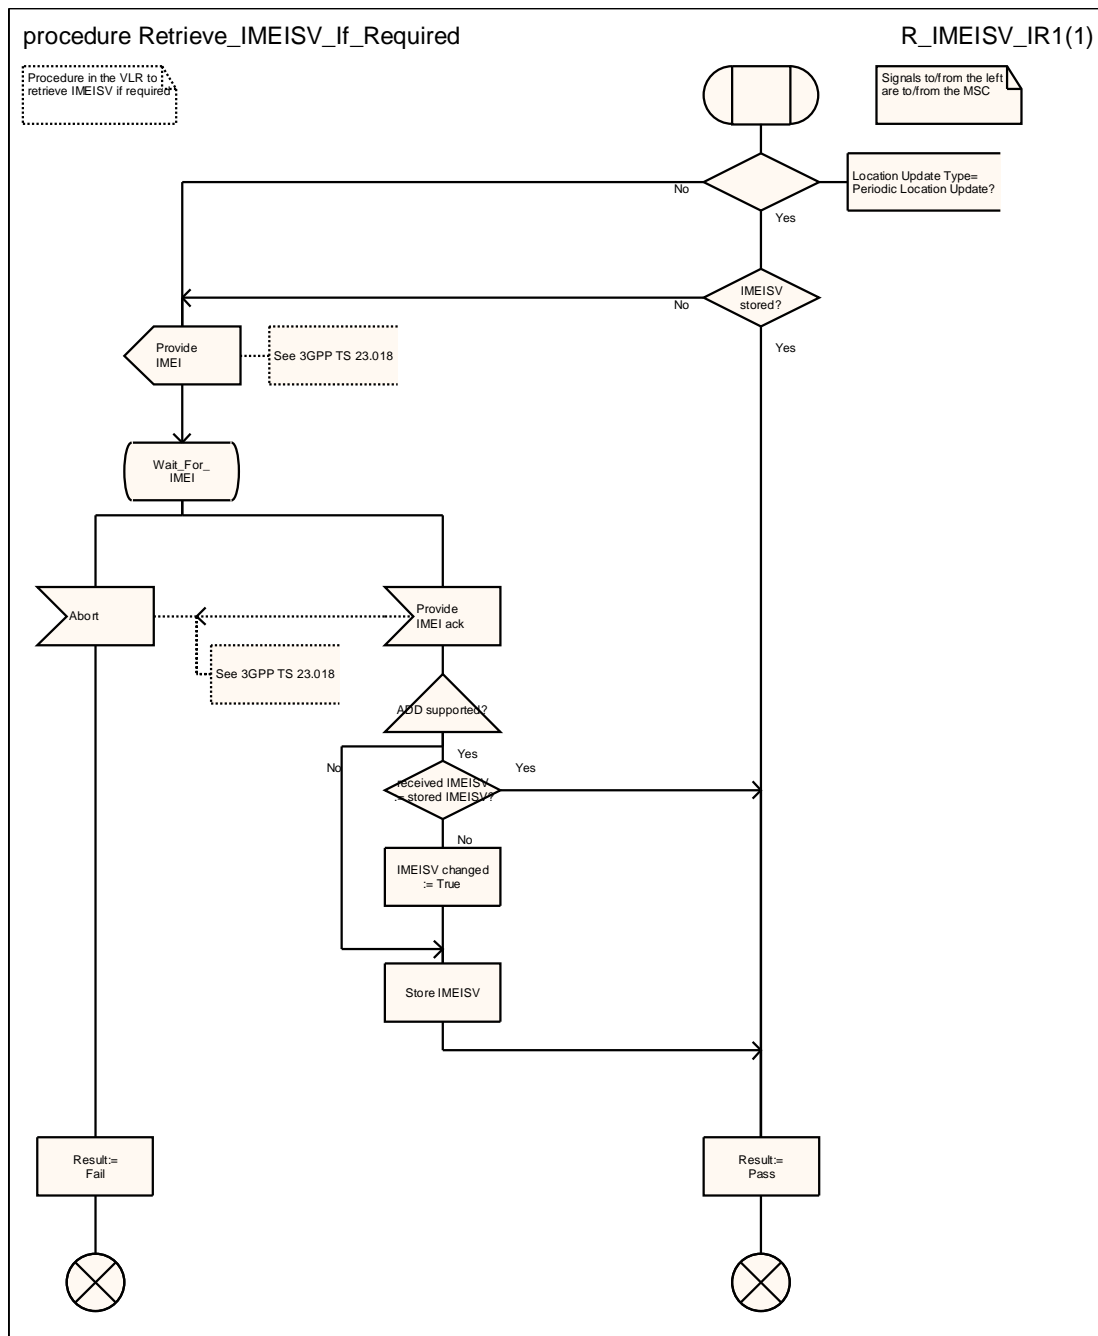 procedure Retrieve_IMEISV_If_Required
R_IMEISV_IR1(1)
Procedure in the VLR to
retrieve IMEISV if required
Signals to/from the left
are to/from the MSC
Location Update Type=
Periodic Location Update?
No
Yes
IMEISV
stored?
No
Yes
Provide
IMEI
See 3GPP TS 23.018
Wait_For_
IMEI
Abort
Provide
IMEI ack
See 3GPP TS 23.018
ADD supported?
Yes
No
received IMEISV
:= stored IMEISV?
Yes
No
IMEISV changed
:= True
Store IMEISV
Result:=
Fail
Result:=
Pass